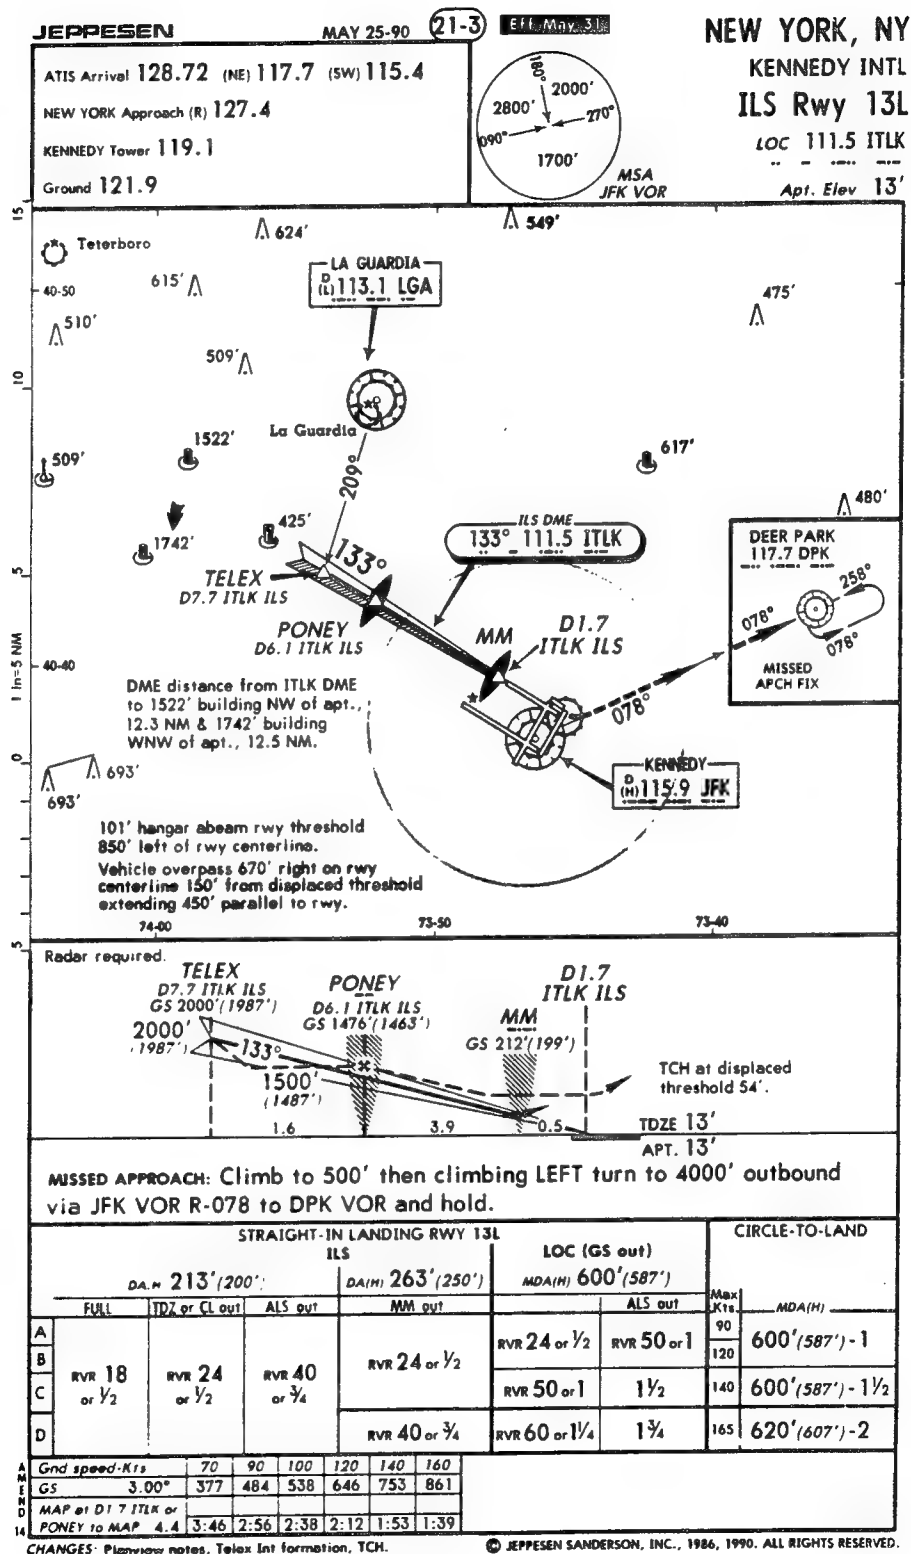 JEPPESEN MAY 25-90 21-3 Eff May 31
NEW YORK, NY
KENNEDY INTL
ILS Rwy 13L
LOC 111.5 ITLK
Apt. Elev 13'
ATIS Arrival 128.72 (NE) 117.7 (SW) 115.4
NEW YORK Approach (R) 127.4
KENNEDY Tower 119.1
Ground 121.9
180°
2000'
2800'
270°
090°
1700'
MSA
JFK VOR
15
Teterboro
624'
549'
LA GUARDIA
D
(L) 113.1 LGA
615'
40-50
475'
510'
509'
10
La Guardia
1522'
509'
617'
209°
480'
425'
1742'
ILS DME
133° 111.5 ITLK
133°
DEER PARK
117.7 DPK
258°
078°
078°
MISSED
APCH FIX
5
TELEX
D7.7 ITLK ILS
PONEY
D6.1 ITLK ILS
MM
D1.7
ITLK ILS
40-40
1 in=5 NM
078°
DME distance from ITLK DME
to 1522' building NW of apt.,
12.3 NM & 1742' building
WNW of apt., 12.5 NM.
KENNEDY
D
(H) 115.9 JFK
0
693'
693'
101' hangar abeam rwy threshold
850' left of rwy centerline.
Vehicle overpass 670' right on rwy
centerline 150' from displaced threshold
extending 450' parallel to rwy.
74-00 73-50 73-40
5
Radar required.
TELEX
D7.7 ITLK ILS
GS 2000'(1987')
2000'
(1987')
PONEY
D6.1 ITLK ILS
GS 1476'(1463')
D1.7
ITLK ILS
MM
GS 212'(199')
133°
1500'
(1487')
TCH at displaced
threshold 54'.
1.6 3.9 0.5
TDZE 13'
APT. 13'
MISSED APPROACH: Climb to 500' then climbing LEFT turn to 4000' outbound
via JFK VOR R-078 to DPK VOR and hold.
STRAIGHT-IN LANDING RWY 13L CIRCLE-TO-LAND
ILS LOC (GS out)
DA(H) 213'(200') DA(H) 263'(250') MDA(H) 600'(587')
FULL TDZ or CL out ALS out MM out ALS out Max Kts. MDA(H)
A
B
C
D
RVR 18 or ½
RVR 24 or ½
RVR 40 or ¾
RVR 24 or ½
RVR 40 or ¾
RVR 24 or ½ RVR 50 or 1
RVR 50 or 1 1½
RVR 60 or 1¼ 1¾
90
120 600'(587')-1
140 600'(587')-1½
165 620'(607')-2
Gnd speed-Kts 70 90 100 120 140 160
GS 3.00° 377 484 538 646 753 861
MAP at D1.7 ITLK or
PONEY to MAP 4.4 3:46 2:56 2:38 2:12 1:53 1:39
AMEND 14
CHANGES: Planview notes, Telex Int formation, TCH.
© JEPPESEN SANDERSON, INC., 1986, 1990. ALL RIGHTS RESERVED.